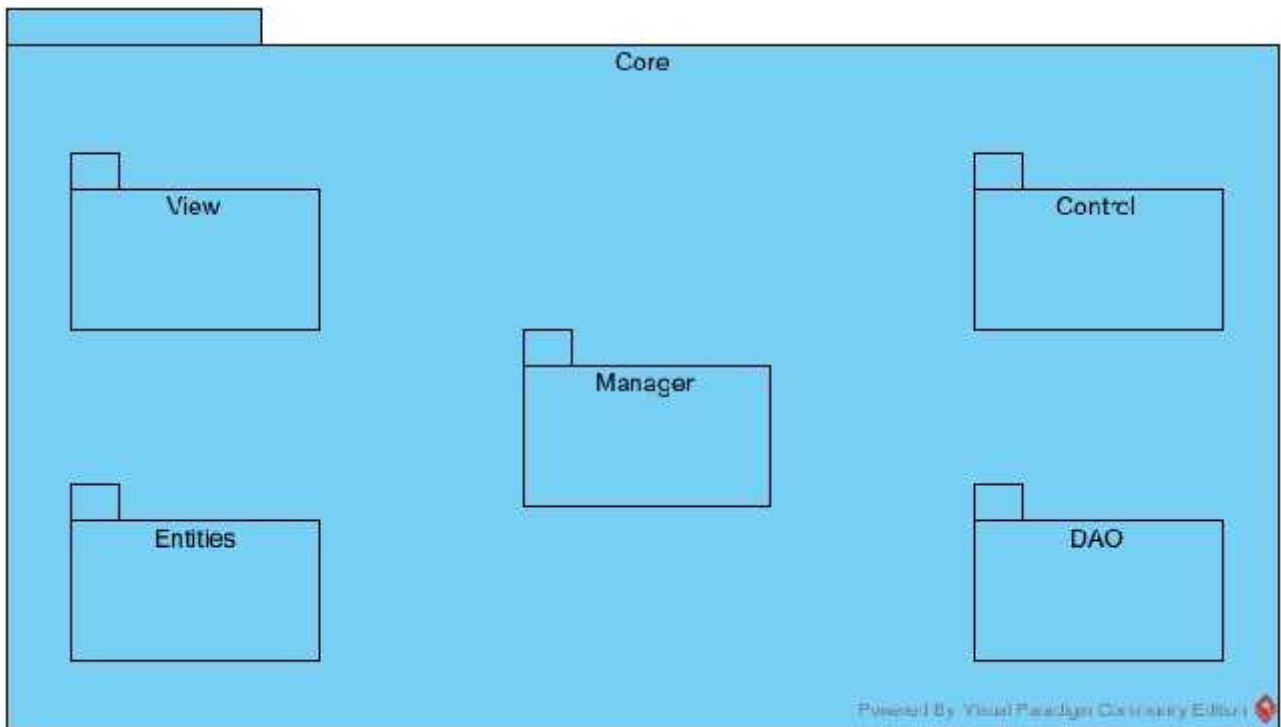 Core
View
Control
Manager
Entities
DAO
Powered By Visual Paradigm Community Edition